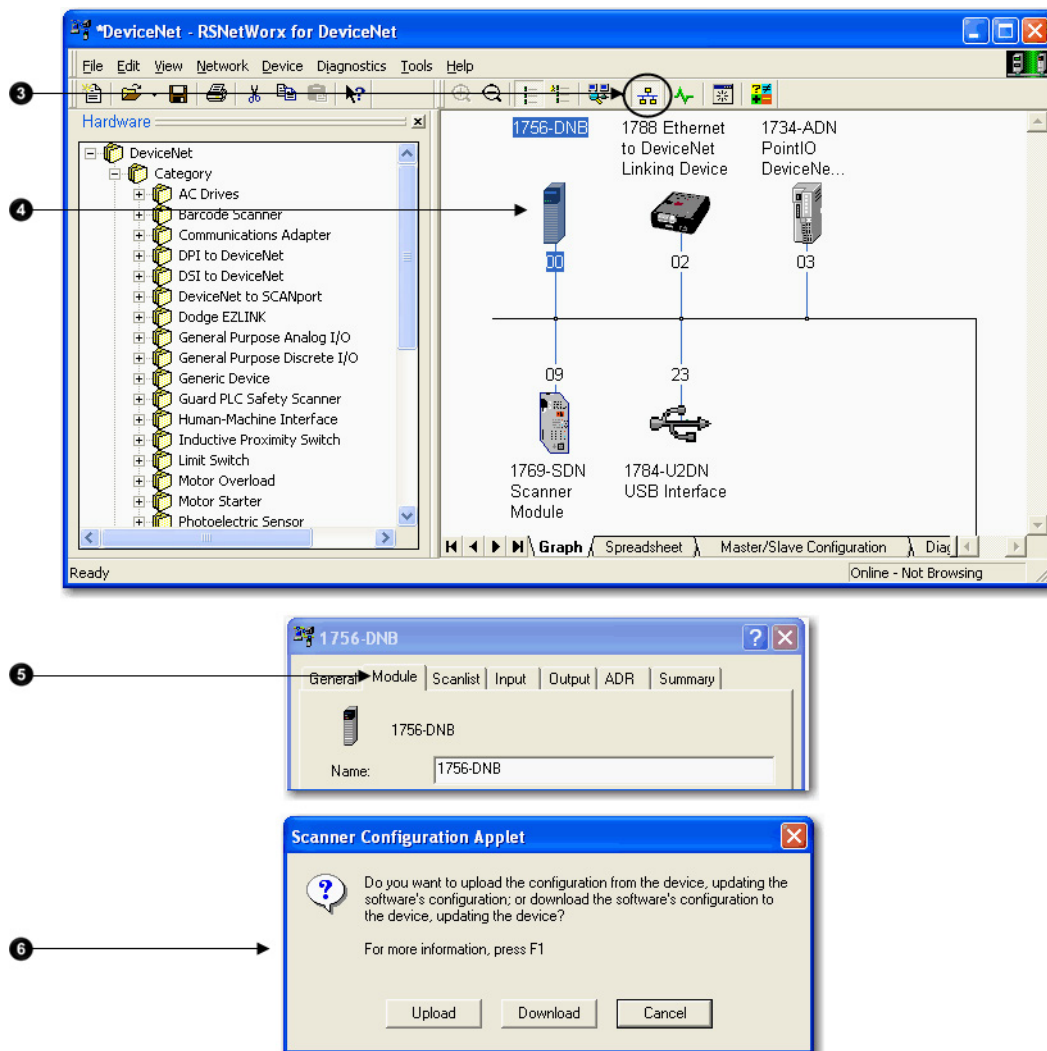 *DeviceNet - RSNetWorx for DeviceNet
File Edit View Network Device Diagnostics Tools Help
3
Hardware
DeviceNet
Category
AC Drives
Barcode Scanner
Communications Adapter
DPI to DeviceNet
DSI to DeviceNet
DeviceNet to SCANport
Dodge EZLINK
General Purpose Analog I/O
General Purpose Discrete I/O
Generic Device
Guard PLC Safety Scanner
Human-Machine Interface
Inductive Proximity Switch
Limit Switch
Motor Overload
Motor Starter
Photoelectric Sensor
4
1756-DNB
00
1788 Ethernet
to DeviceNet
Linking Device
02
1734-ADN
PointIO
DeviceNe...
03
09
1769-SDN
Scanner
Module
23
1784-U2DN
USB Interface
Graph Spreadsheet Master/Slave Configuration Diag
Ready
Online - Not Browsing
1756-DNB
5
General Module Scanlist Input Output ADR Summary
1756-DNB
Name: 1756-DNB
Scanner Configuration Applet
Do you want to upload the configuration from the device, updating the
software's configuration; or download the software's configuration to
the device, updating the device?
6
For more information, press F1
Upload Download Cancel